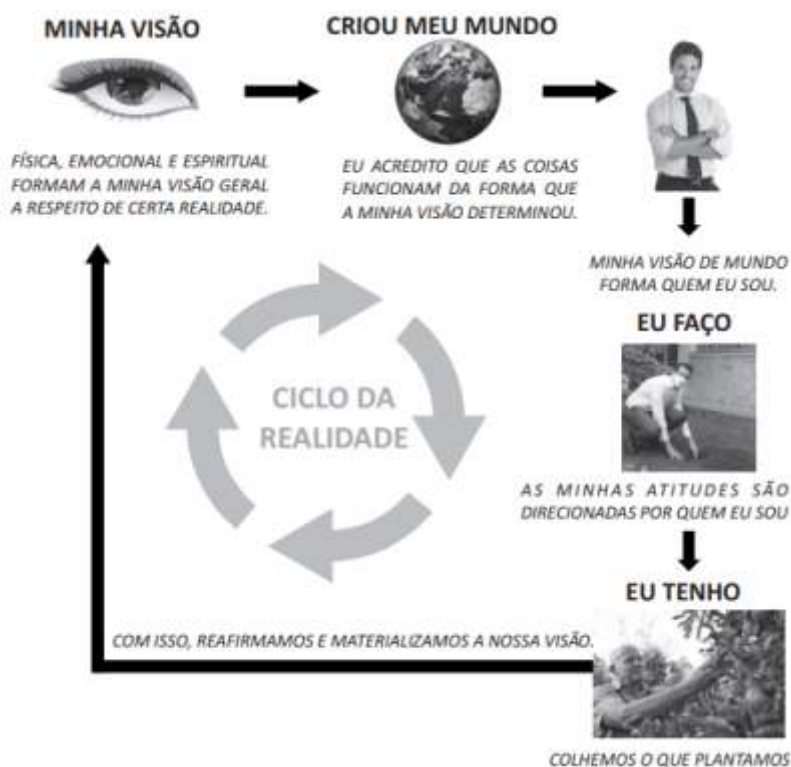 MINHA VISÃO
FÍSICA, EMOCIONAL E ESPIRITUAL
FORMAM A MINHA VISÃO GERAL
A RESPEITO DE CERTA REALIDADE.
CRIOU MEU MUNDO
EU ACREDITO QUE AS COISAS
FUNCIONAM DA FORMA QUE
A MINHA VISÃO DETERMINOU.
MINHA VISÃO DE MUNDO
FORMA QUEM EU SOU.
EU FAÇO
AS MINHAS ATITUDES SÃO
DIRECIONADAS POR QUEM EU SOU
EU TENHO
COLHEMOS O QUE PLANTAMOS
COM ISSO, REAFIRMAMOS E MATERIALIZAMOS A NOSSA VISÃO.
CICLO DA
REALIDADE